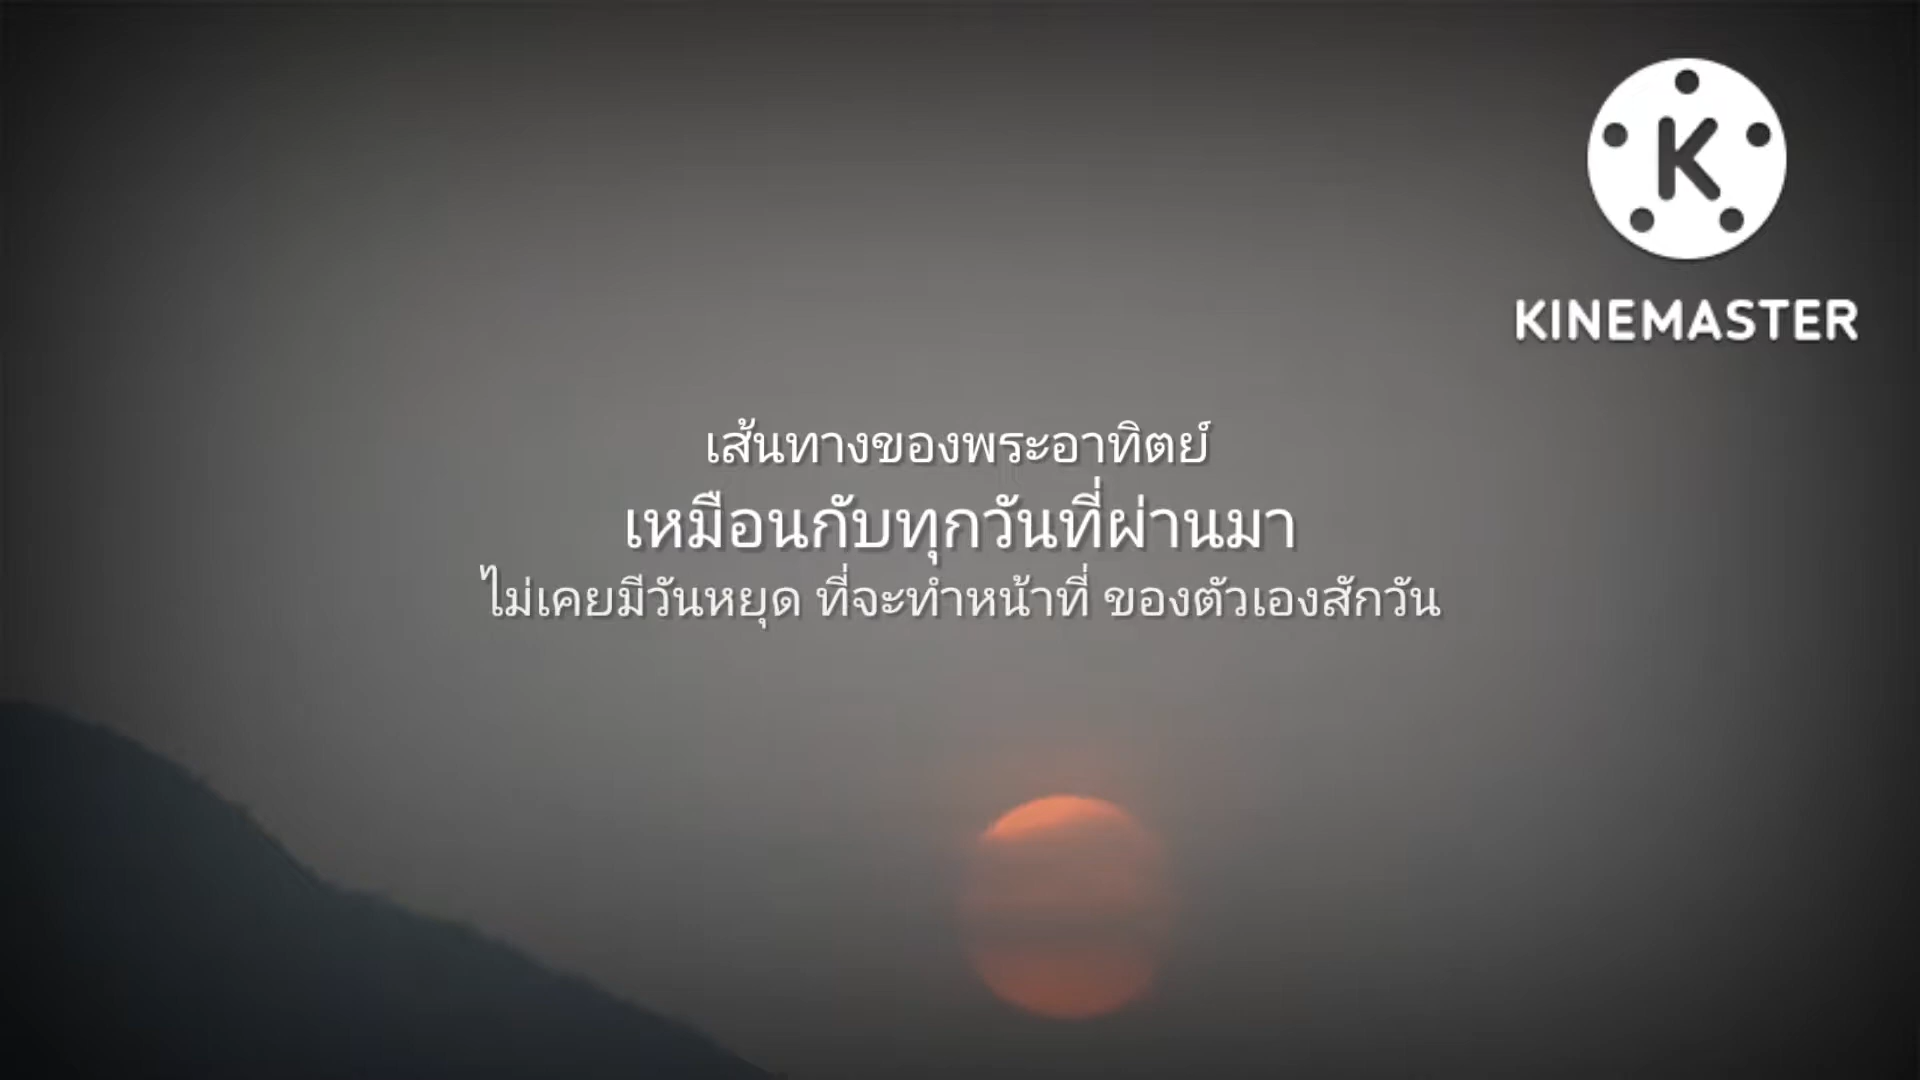 K
KINEMASTER
เส้นทางของพระอาทิตย์
เหมือนกับทุกวันที่ผ่านมา
ไม่เคยมีวันหยุด ที่จะทำหน้าที่ ของตัวเองสักวัน